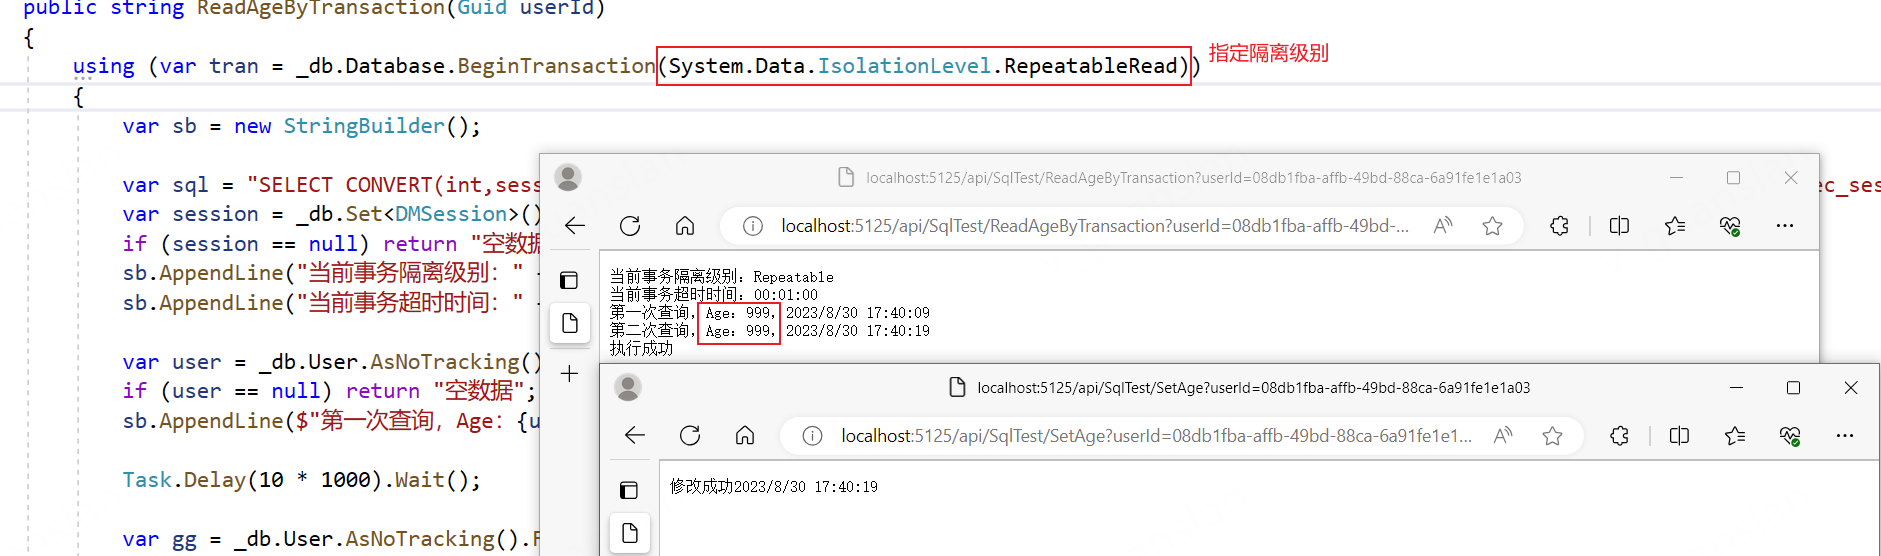 public string ReadAgeByTransaction(Guid userId)
{
using (var tran = _db.Database.BeginTransaction(System.Data.IsolationLevel.RepeatableRead))
指定隔离级别
{
var sb = new StringBuilder();
var sql = "SELECT CONVERT(int,sess
ec_ses
var session = _db.Set<DMSession>()
if (session == null) return "空数据
sb.AppendLine("当前事务隔离级别：" +
sb.AppendLine("当前事务超时时间：" +
var user = _db.User.AsNoTracking()
if (user == null) return "空数据";
sb.AppendLine($"第一次查询，Age：{u
Task.Delay(10 * 1000).Wait();
var gg = _db.User.AsNoTracking().F
localhost:5125/api/SqlTest/ReadAgeByTransaction?userId=08db1fba-affb-49bd-88ca-6a91fe1e1a03
localhost:5125/api/SqlTest/ReadAgeByTransaction?userId=08db1fba-affb-49bd-...
当前事务隔离级别：Repeatable
当前事务超时时间：00:01:00
第一次查询，Age：999，2023/8/30 17:40:09
第二次查询，Age：999，2023/8/30 17:40:19
执行成功
localhost:5125/api/SqlTest/SetAge?userId=08db1fba-affb-49bd-88ca-6a91fe1e1a03
localhost:5125/api/SqlTest/SetAge?userId=08db1fba-affb-49bd-88ca-6a91fe1e1...
修改成功2023/8/30 17:40:19